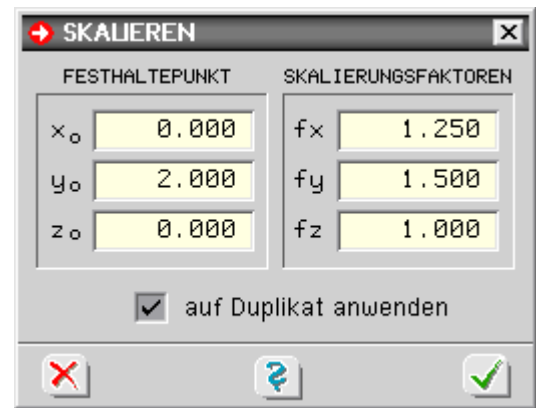 SKALIEREN
FESTHALTEPUNKT SKALIERUNGSFAKTOREN
xo 0.000 fx 1.250
yo 2.000 fy 1.500
zo 0.000 fz 1.000
auf Duplikat anwenden